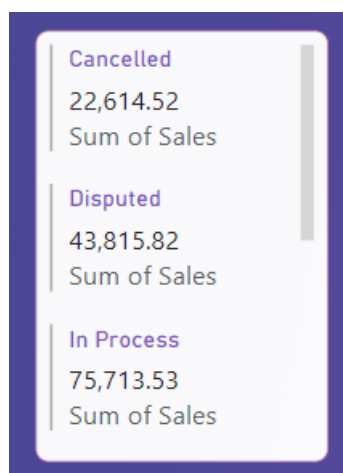 Cancelled
22,614.52
Sum of Sales
Disputed
43,815.82
Sum of Sales
In Process
75,713.53
Sum of Sales